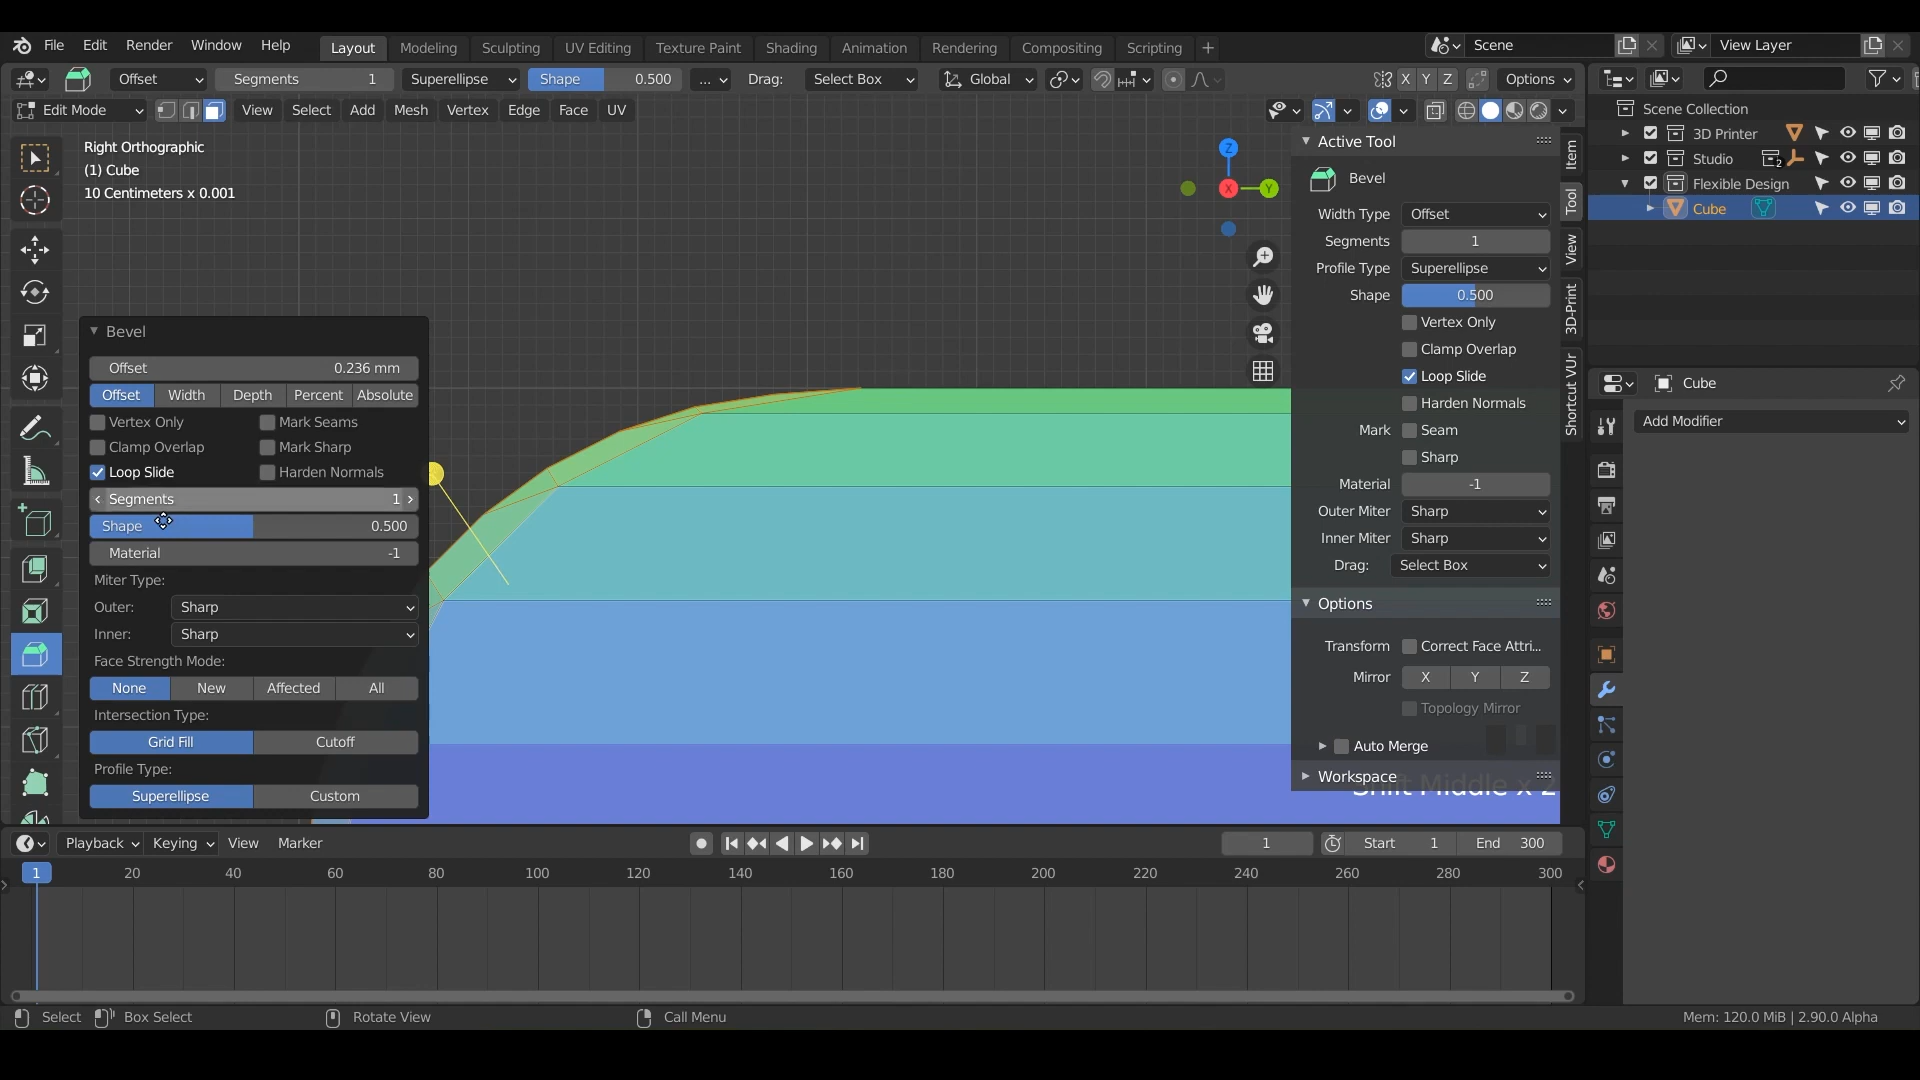 File Edit Render Window Help Layout Modeling Sculpting UV Editing Texture Paint Shading Animation Rendering Compositing Scripting + Scene View Layer
Offset Segments 1 Superellipse Shape 0.500 ... Drag: Select Box Global X Y Z Options
Edit Mode View Select Add Mesh Vertex Edge Face UV
Right Orthographic
(1) Cube
10 Centimeters x 0.001
Z
X
Y
Bevel
Offset 0.236 mm
Offset Width Depth Percent Absolute
Vertex Only Mark Seams
Clamp Overlap Mark Sharp
Loop Slide Harden Normals
Segments 1
Shape 0.500
Material -1
Miter Type:
Outer: Sharp
Inner: Sharp
Face Strength Mode:
None New Affected All
Intersection Type:
Grid Fill Cutoff
Profile Type:
Superellipse Custom
Active Tool
Bevel
Width Type Offset
Segments 1
Profile Type Superellipse
Shape 0.500
Vertex Only
Clamp Overlap
Loop Slide
Harden Normals
Mark Seam
Sharp
Material -1
Outer Miter Sharp
Inner Miter Sharp
Drag: Select Box
Options
Transform Correct Face Attri...
Mirror X Y Z
Topology Mirror
Auto Merge
Workspace
Shift Middle x 2
Item
Tool
View
3D-Print
Shortcut VUr
Scene Collection
3D Printer
Studio 2
Flexible Design
Cube
Cube
Add Modifier
Playback Keying View Marker 1 Start 1 End 300
1 20 40 60 80 100 120 140 160 180 200 220 240 260 280 300
Select Box Select Rotate View Call Menu Mem: 120.0 MiB | 2.90.0 Alpha